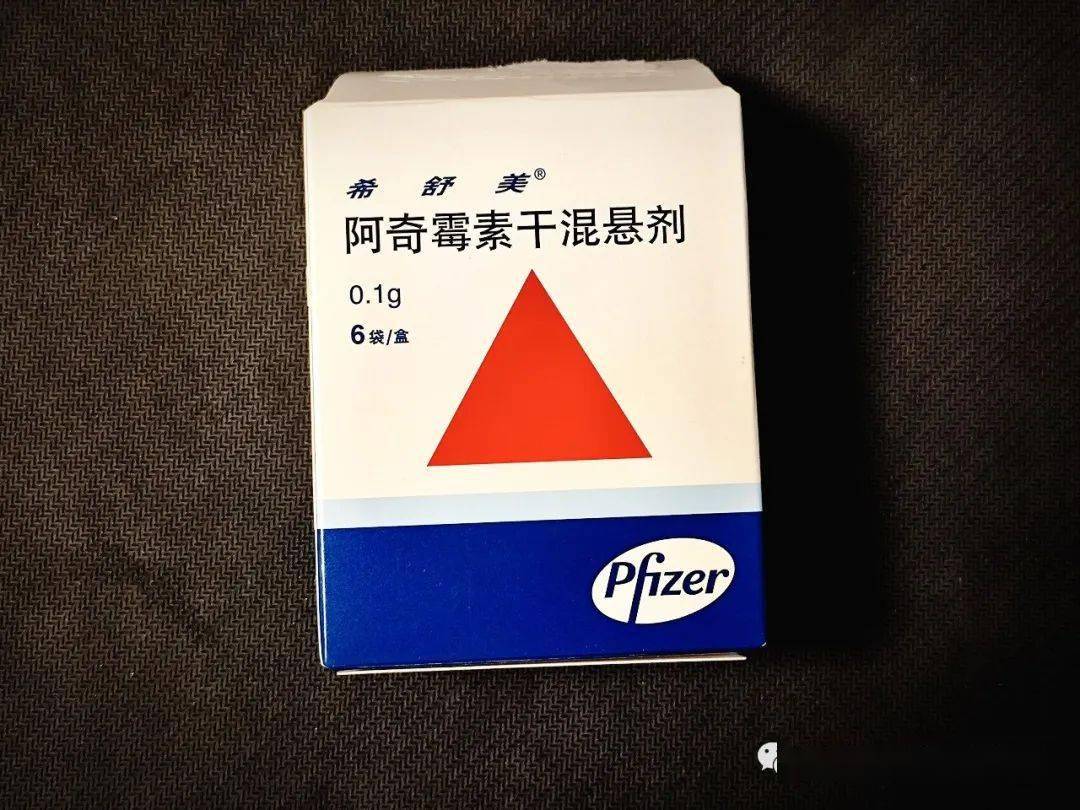 希舒美®
阿奇霉素干混悬剂
0.1g
6袋/盒
Pfizer